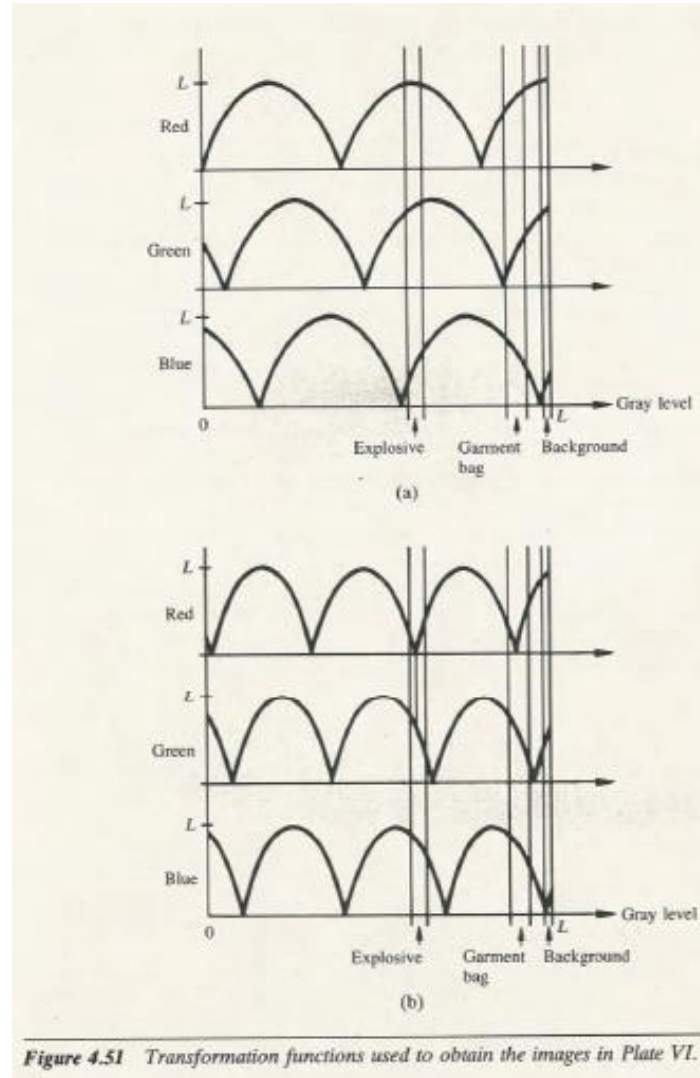 L
Red
L
Green
L
Blue
0
L
Gray level
Explosive
Garment bag
Background
(a)
L
Red
L
Green
L
Blue
0
L
Gray level
Explosive
Garment bag
Background
(b)
Figure 4.51 Transformation functions used to obtain the images in Plate VI.